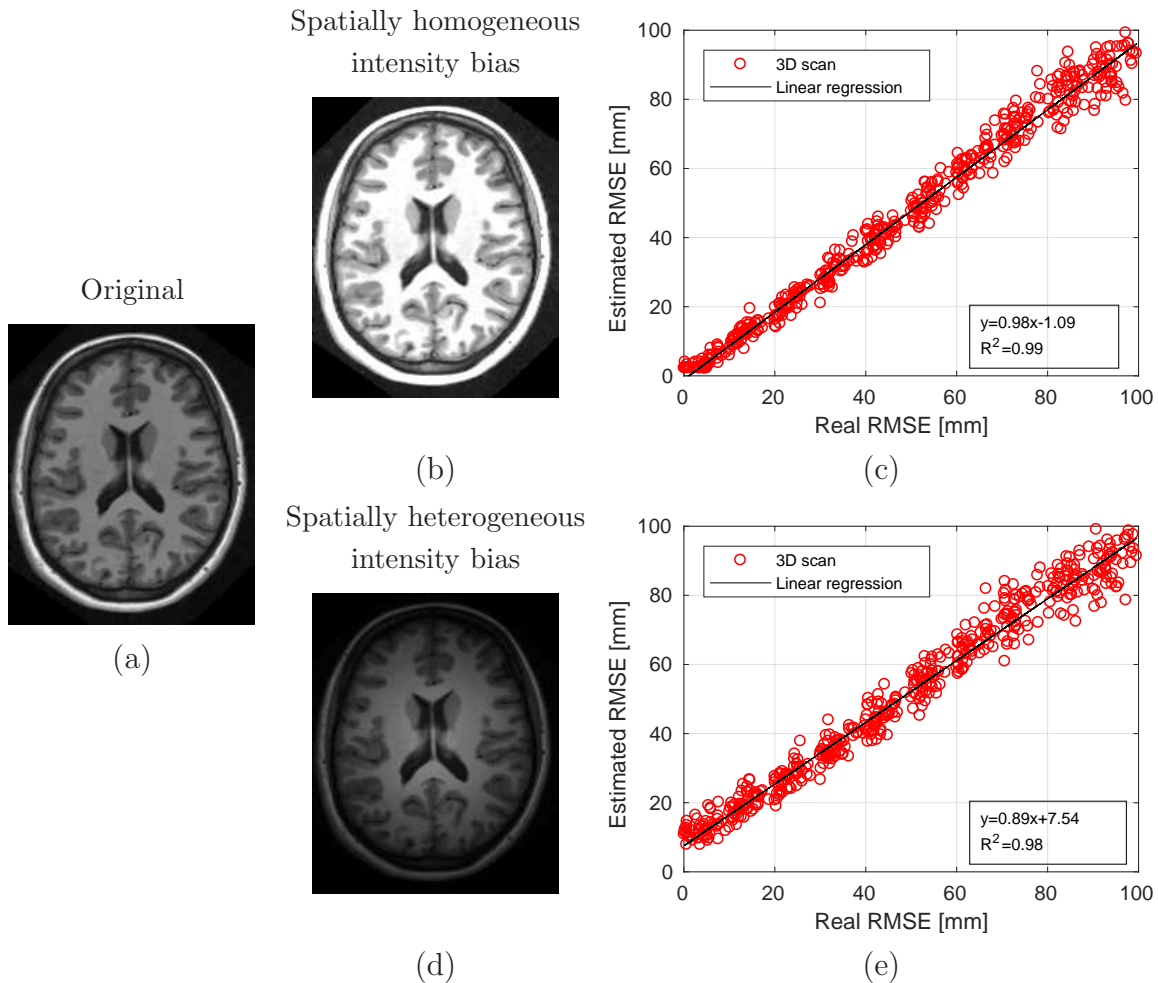 Original
(a)
Spatially homogeneous
intensity bias
(b)
100
80
60
40
20
0
Estimated RMSE [mm]
3D scan
Linear regression
y=0.98x-1.09
R²=0.99
0 20 40 60 80 100
Real RMSE [mm]
(c)
Spatially heterogeneous
intensity bias
(d)
100
80
60
40
20
0
Estimated RMSE [mm]
3D scan
Linear regression
y=0.89x+7.54
R²=0.98
0 20 40 60 80 100
Real RMSE [mm]
(e)